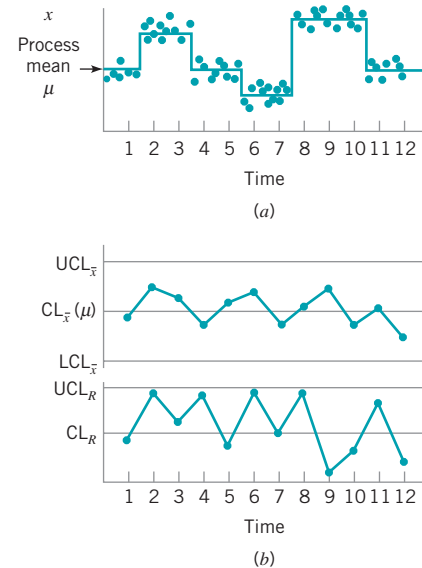 x
Process
mean
μ
1 2 3 4 5 6 7 8 9 10 11 12
Time
(a)
UCL_x̄
CL_x̄ (μ)
LCL_x̄
UCL_R
CL_R
1 2 3 4 5 6 7 8 9 10 11 12
Time
(b)